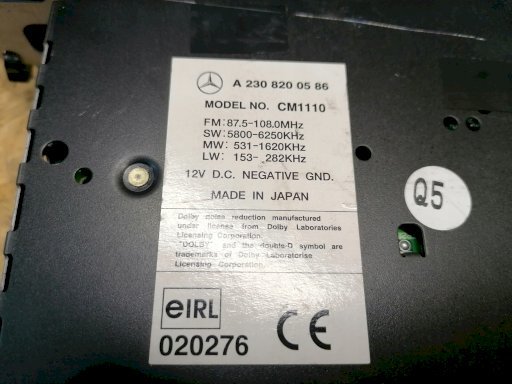 A 230 820 05 86
MODEL NO. CM1110
FM: 87.5-108.0MHz
SW: 5800-6250KHz
MW: 531-1620KHz
LW: 153- 282KHz
12V D.C. NEGATIVE GND.
MADE IN JAPAN
Dolby noise reduction manufactured
under license from Dolby Laboratories
Licensing Corporation.
"DOLBY" and the double-D symbol are
trademarks of Dolby Laboratorise
Licensing Corporation.
eIRL
020276 CE
Q5